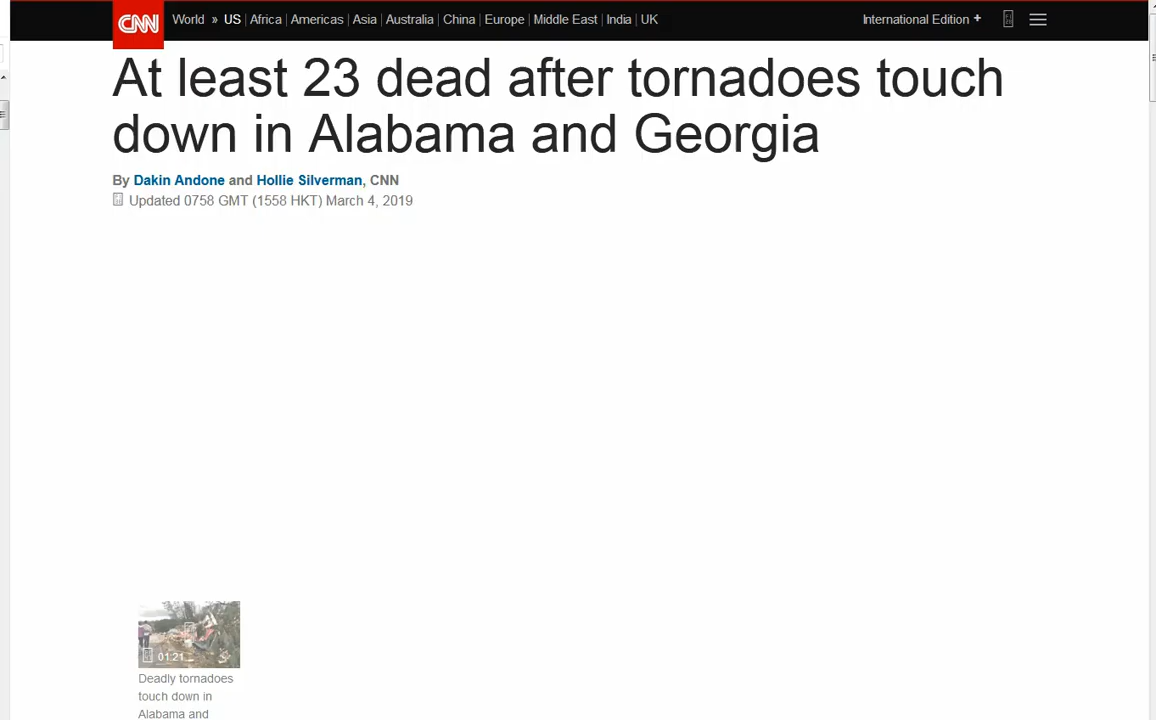 CNN World » US | Africa | Americas | Asia | Australia | China | Europe | Middle East | India | UK International Edition +
At least 23 dead after tornadoes touch
down in Alabama and Georgia
By Dakin Andone and Hollie Silverman, CNN
Updated 0758 GMT (1558 HKT) March 4, 2019
01:21
Deadly tornadoes
touch down in
Alabama and